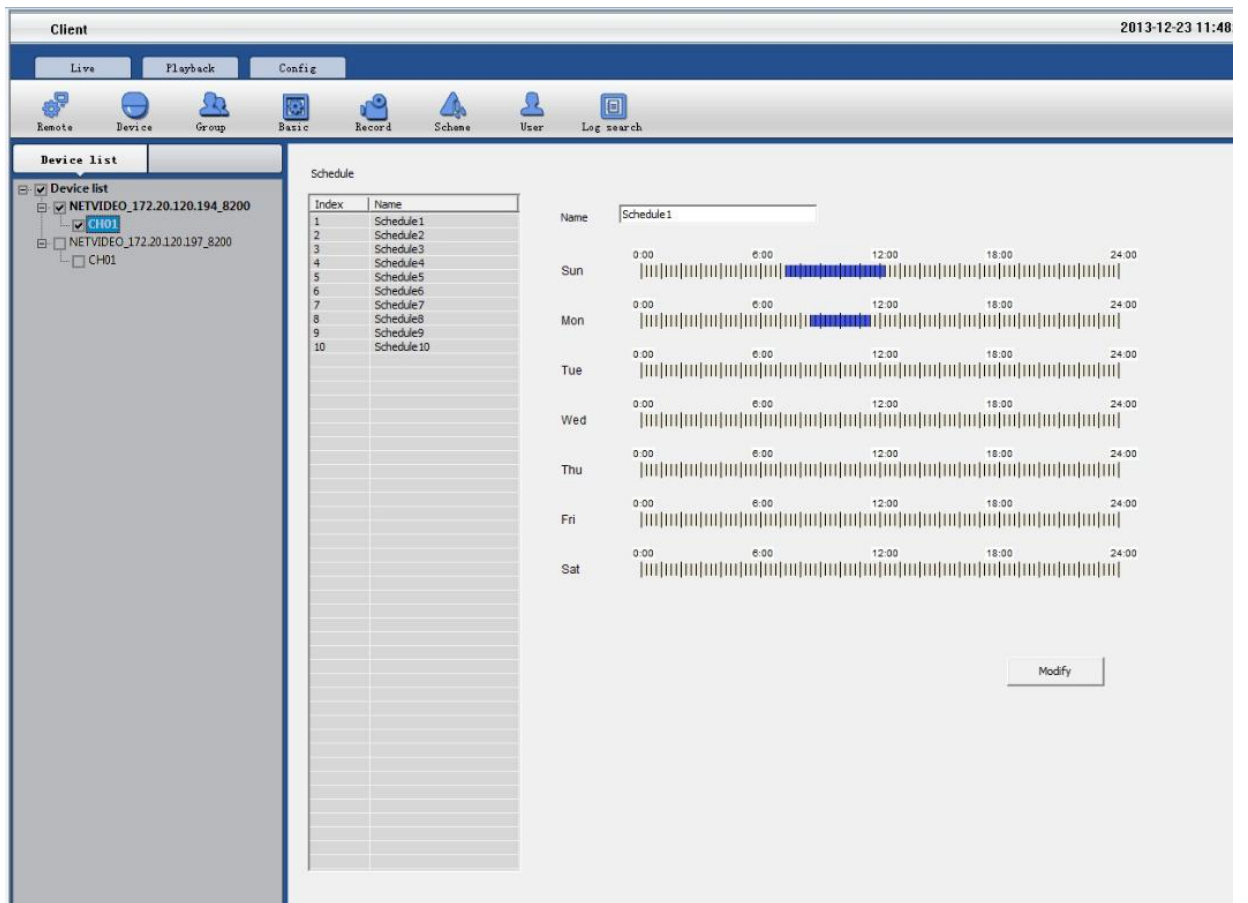 Client 2013-12-23 11:48
Live Playback Config
Remote Device Group Basic Record Scheme User Log search
Device list
Device list
NETVIDEO_172.20.120.194_8200
CH01
NETVIDEO_172.20.120.197_8200
CH01
Schedule
Index Name
1 Schedule1
2 Schedule2
3 Schedule3
4 Schedule4
5 Schedule5
6 Schedule6
7 Schedule7
8 Schedule8
9 Schedule9
10 Schedule10
Name Schedule1
0:00 6:00 12:00 18:00 24:00
Sun
0:00 6:00 12:00 18:00 24:00
Mon
0:00 6:00 12:00 18:00 24:00
Tue
0:00 6:00 12:00 18:00 24:00
Wed
0:00 6:00 12:00 18:00 24:00
Thu
0:00 6:00 12:00 18:00 24:00
Fri
0:00 6:00 12:00 18:00 24:00
Sat
Modify